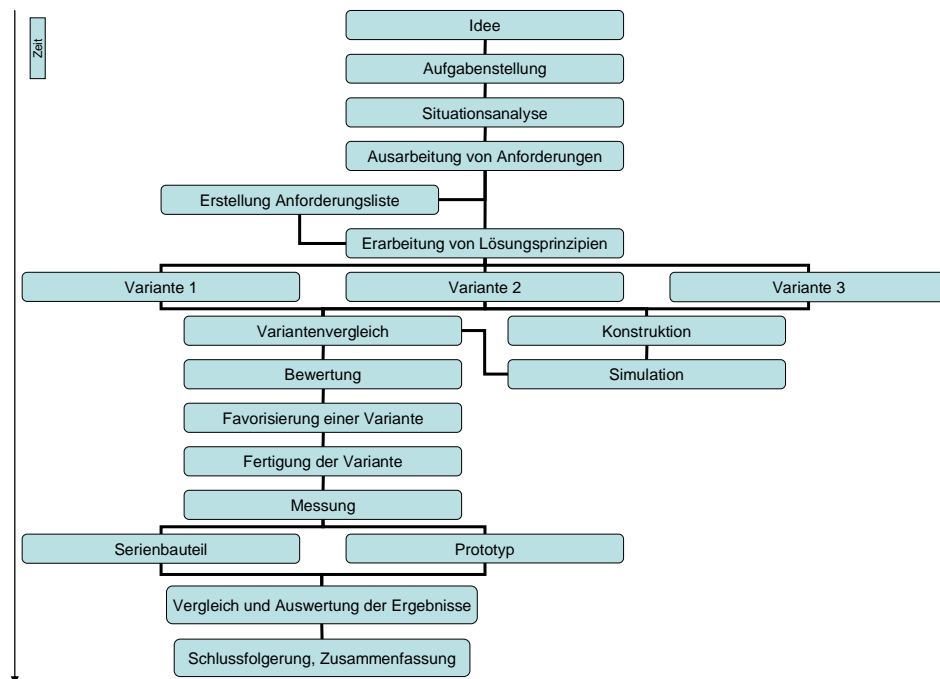 Zeit
Idee
Aufgabenstellung
Situationsanalyse
Ausarbeitung von Anforderungen
Erstellung Anforderungsliste
Erarbeitung von Lösungsprinzipien
Variante 1
Variante 2
Variante 3
Variantenvergleich
Konstruktion
Bewertung
Simulation
Favorisierung einer Variante
Fertigung der Variante
Messung
Serienbauteil
Prototyp
Vergleich und Auswertung der Ergebnisse
Schlussfolgerung, Zusammenfassung